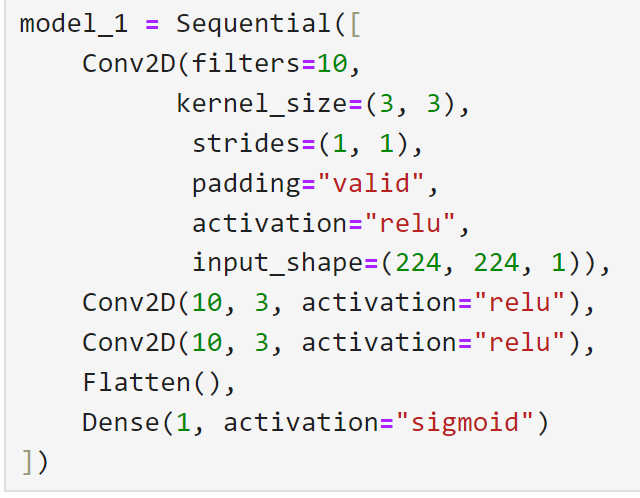 model_1 = Sequential([
    Conv2D(filters=10,
          kernel_size=(3, 3),
           strides=(1, 1),
           padding="valid",
           activation="relu",
           input_shape=(224, 224, 1)),
    Conv2D(10, 3, activation="relu"),
    Conv2D(10, 3, activation="relu"),
    Flatten(),
    Dense(1, activation="sigmoid")
])